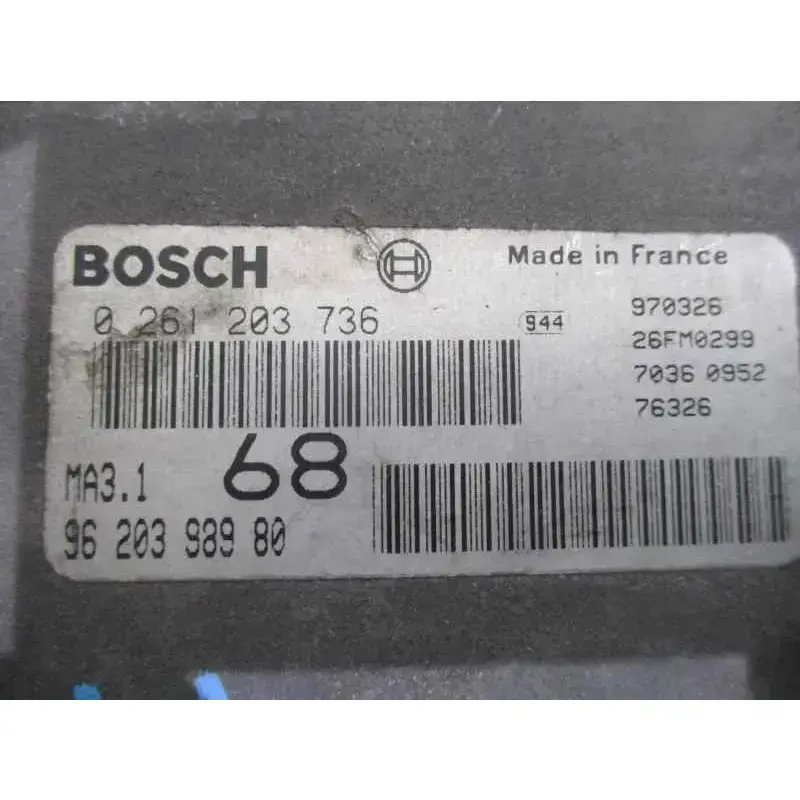 BOSCH
Made in France
0 261 203 736
944
970326
26FM0299
7036 0952
76326
MA3.1
68
96 203 989 80